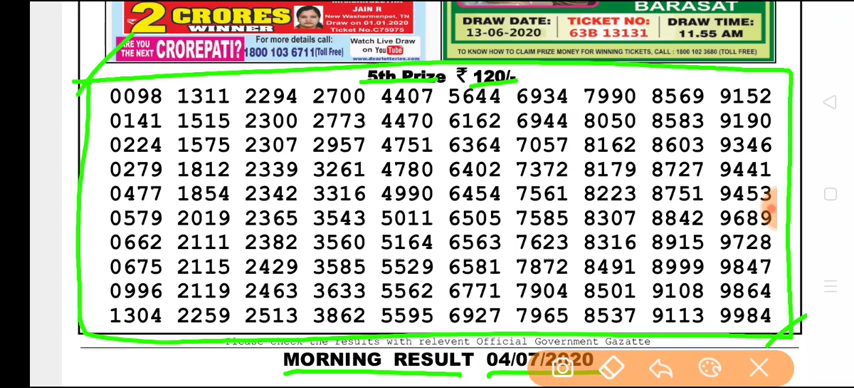 ₹2 CRORES
WINNER
JAIN R
New Washermenpet, TN
Draw on 01.01.2020
Ticket No.C75975
ARE YOU
THE NEXT CROREPATI?
For more details call:
1800 103 6711(Toll Free)
Watch Live Draw
on YouTube
www.dearlotteries.com
BARASAT
DRAW DATE: TICKET NO: DRAW TIME:
13-06-2020 63B 13131 11.55 AM
TO KNOW HOW TO CLAIM PRIZE MONEY FOR WINNING TICKETS, CALL : 1800 102 3680 (TOLL FREE)
5th Prize ₹ 120/-
0098 1311 2294 2700 4407 5644 6934 7990 8569 9152
0141 1515 2300 2773 4470 6162 6944 8050 8583 9190
0224 1575 2307 2957 4751 6364 7057 8162 8603 9346
0279 1812 2339 3261 4780 6402 7372 8179 8727 9441
0477 1854 2342 3316 4990 6454 7561 8223 8751 9453
0579 2019 2365 3543 5011 6505 7585 8307 8842 9689
0662 2111 2382 3560 5164 6563 7623 8316 8915 9728
0675 2115 2429 3585 5529 6581 7872 8491 8999 9847
0996 2119 2463 3633 5562 6771 7904 8501 9108 9864
1304 2259 2513 3862 5595 6927 7965 8537 9113 9984
Please check the results with relevent Official Government Gazatte
MORNING RESULT 04/07/2020